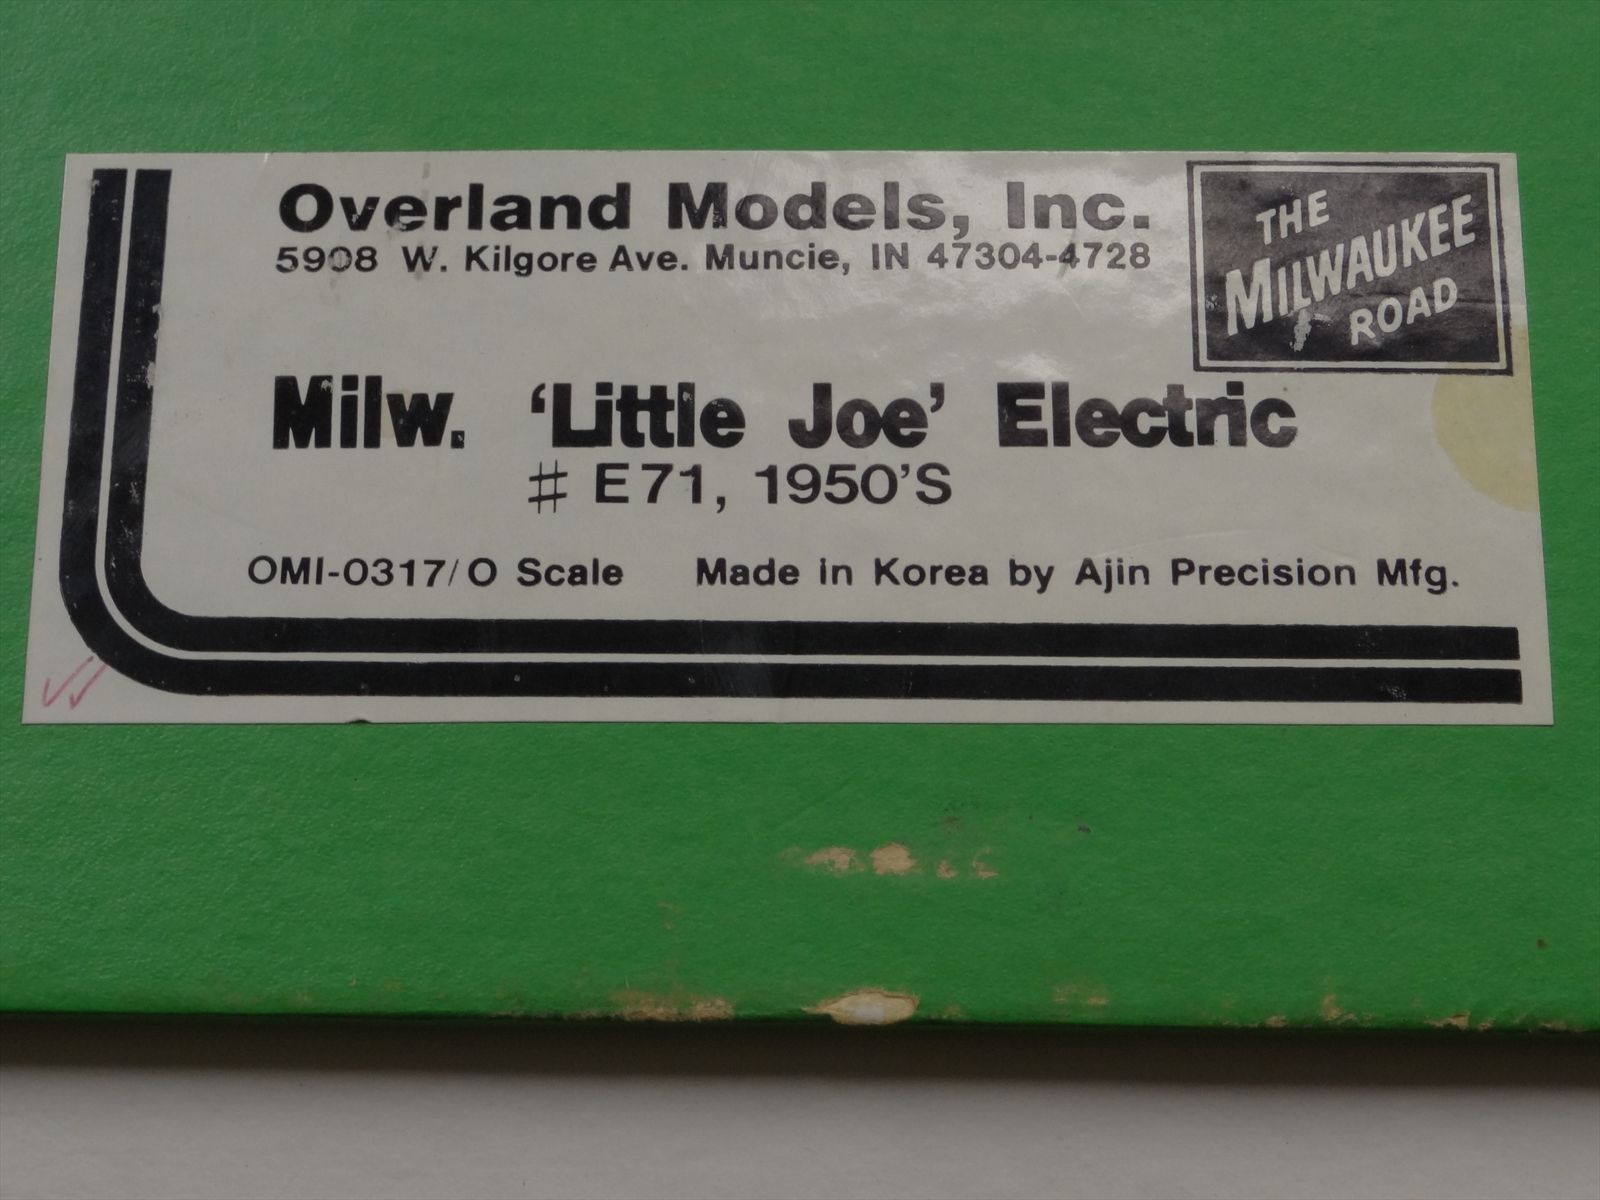 Overland Models, Inc.
5908 W. Kilgore Ave. Muncie, IN 47304-4728
THE
MILWAUKEE
ROAD
Milw. 'Little Joe' Electric
# E71, 1950'S
OMI-0317/O Scale Made in Korea by Ajin Precision Mfg.